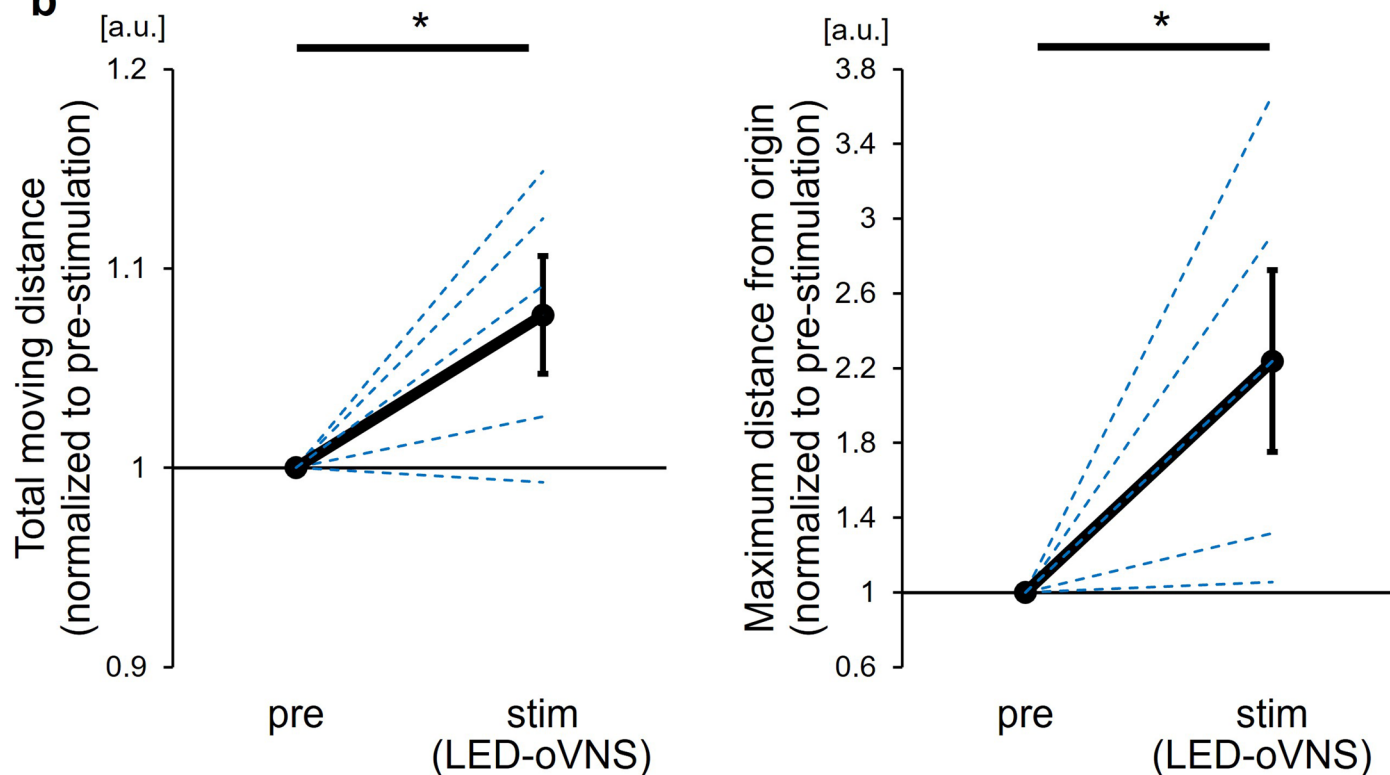 b
[a.u.]
*
1.2
1.1
1
0.9
Total moving distance
(normalized to pre-stimulation)
pre
stim
(LED-oVNS)
[a.u.]
*
3.8
3.4
3
2.6
2.2
1.8
1.4
1
0.6
Maximum distance from origin
(normalized to pre-stimulation)
pre
stim
(LED-oVNS)